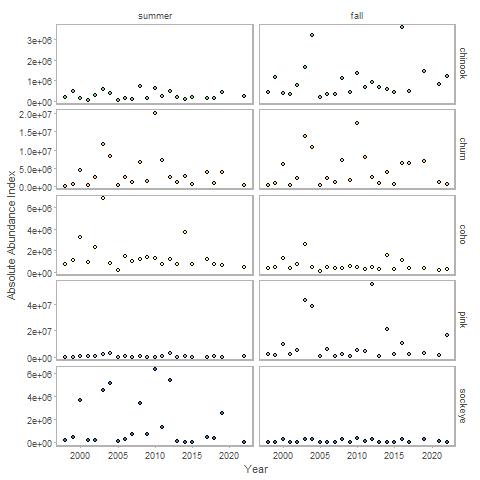 summer fall
3e+06
2e+06
1e+06
0e+00
chinook
2.0e+07
1.5e+07
1.0e+07
5.0e+06
0.0e+00
chum
6e+06
4e+06
2e+06
0e+00
coho
4e+07
2e+07
0e+00
pink
6e+06
4e+06
2e+06
0e+00
sockeye
Absolute Abundance Index
2000 2005 2010 2015 2020 2000 2005 2010 2015 2020
Year